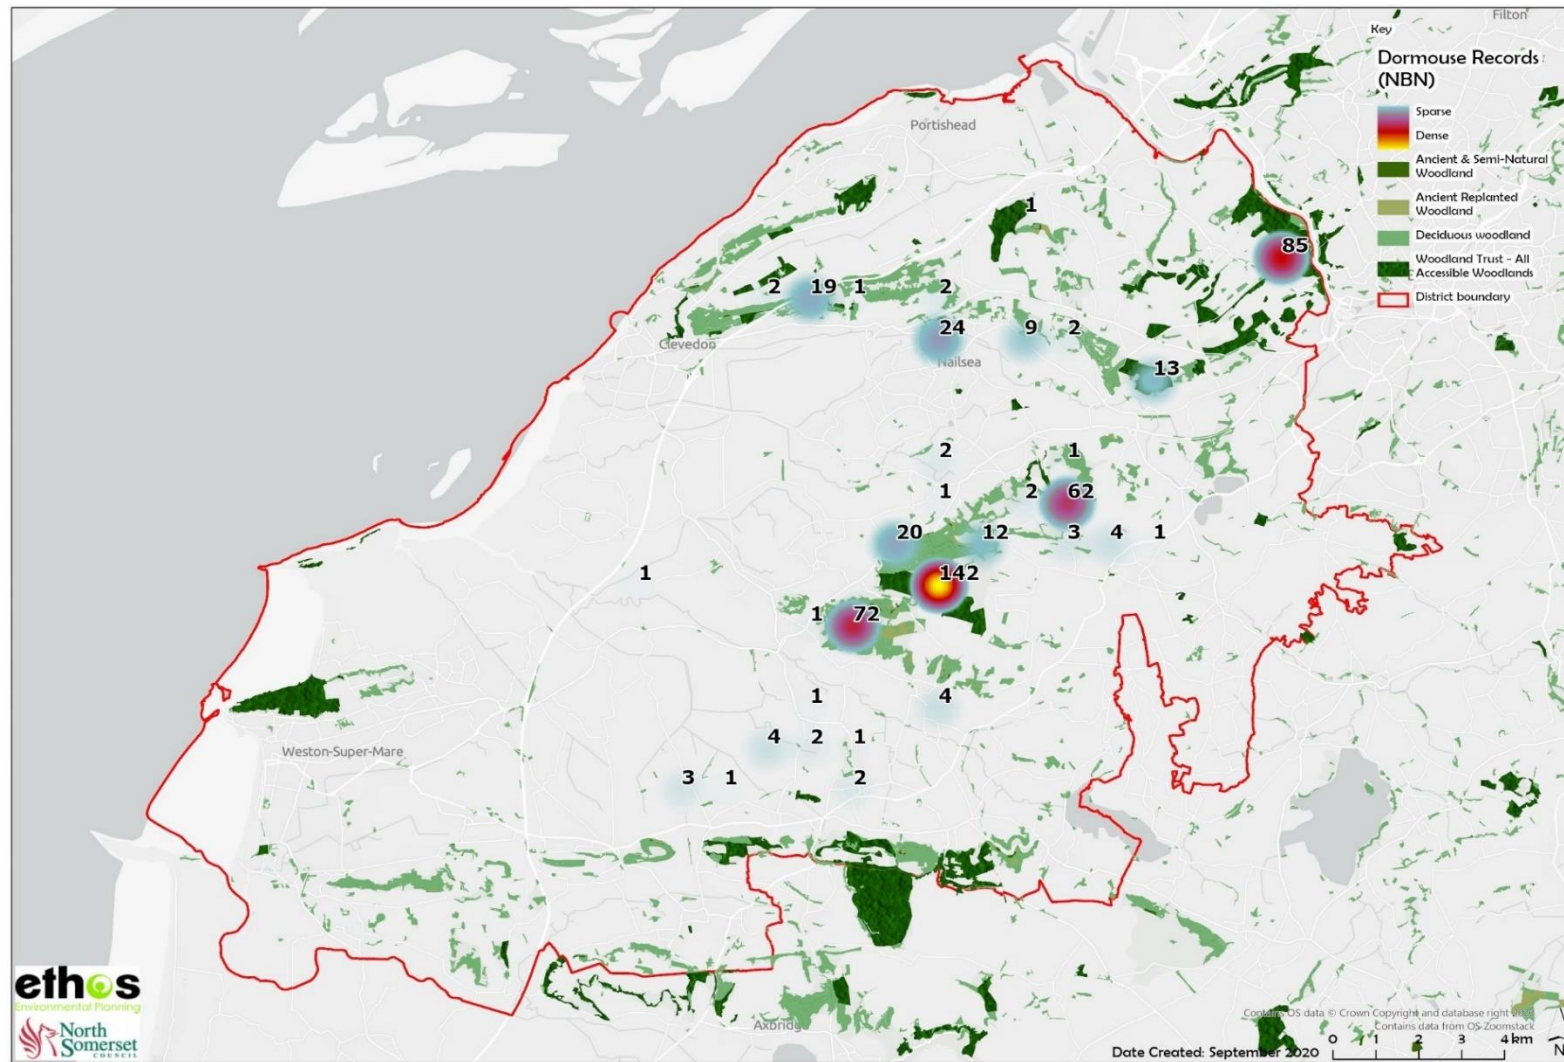 Filton
Key
Dormouse Records
(NBN)
Sparse
Dense
Ancient & Semi-Natural
Woodland
Ancient Replanted
Woodland
Deciduous woodland
Woodland Trust - All
Accessible Woodlands
District boundary
Portishead
1
85
2 19 1 2
24 9 2
Clevedon
Nailsea
13
2 1
1 2 62
20 12 3 4 1
1 142
1 72
1 4
Weston-Super-Mare
4 2 1
3 1 2
Axbridge
ethos
Environmental Planning
North
Somerset
COUNCIL
Contains OS data © Crown Copyright and database right
Contains data from OS Zoomstack
Date Created: September 2020
0 1 2 3 4 km
N